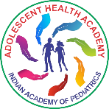 ADOLESCENT HEALTH ACADEMY
INDIAN ACADEMY OF PEDIATRICS